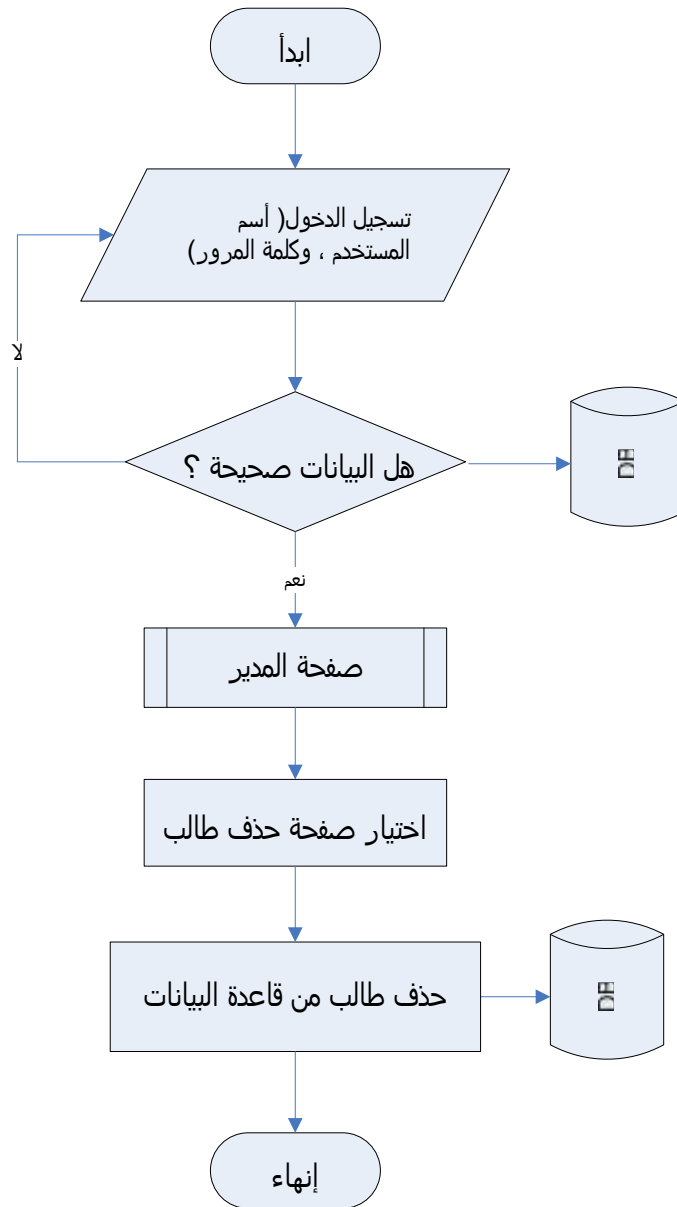 ابدأ
تسجيل الدخول( أسم
المستخدم ، وكلمة المرور)
لا
هل البيانات صحيحة ؟
DB
نعم
صفحة المدير
اختيار صفحة حذف طالب
حذف طالب من قاعدة البيانات
DB
إنهاء